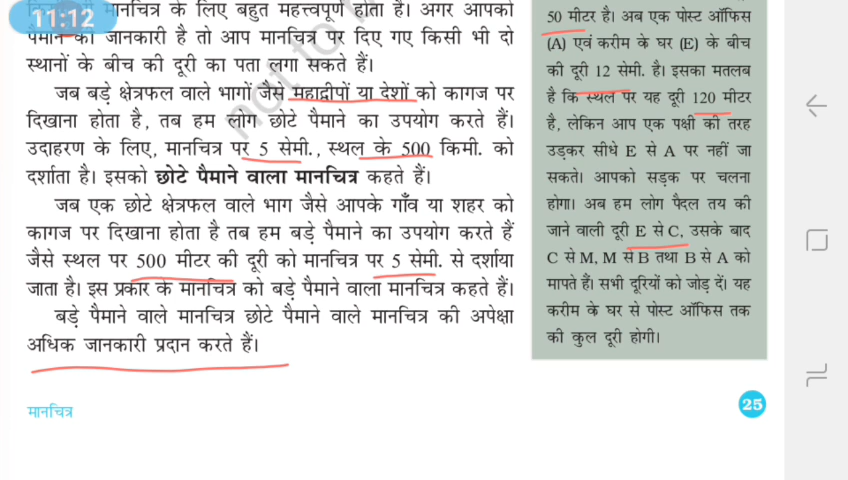 11:12
मानचित्र के लिए बहुत महत्त्वपूर्ण होता है। अगर आपको
पैमाने की जानकारी है तो आप मानचित्र पर दिए गए किसी भी दो
स्थानों के बीच की दूरी का पता लगा सकते हैं।
जब बड़े क्षेत्रफल वाले भागों जैसे महाद्वीपों या देशों को कागज पर
दिखाना होता है, तब हम लोग छोटे पैमाने का उपयोग करते हैं।
उदाहरण के लिए, मानचित्र पर 5 सेमी., स्थल के 500 किमी. को
दर्शाता है। इसको छोटे पैमाने वाला मानचित्र कहते हैं।
जब एक छोटे क्षेत्रफल वाले भाग जैसे आपके गाँव या शहर को
कागज पर दिखाना होता है तब हम बड़े पैमाने का उपयोग करते हैं
जैसे स्थल पर 500 मीटर की दूरी को मानचित्र पर 5 सेमी. से दर्शाया
जाता है। इस प्रकार के मानचित्र को बड़े पैमाने वाला मानचित्र कहते हैं।
बड़े पैमाने वाले मानचित्र छोटे पैमाने वाले मानचित्र की अपेक्षा
अधिक जानकारी प्रदान करते हैं।
50 मीटर है। अब एक पोस्ट ऑफिस
(A) एवं करीम के घर (E) के बीच
की दूरी 12 सेमी. है। इसका मतलब
है कि स्थल पर यह दूरी 120 मीटर
है, लेकिन आप एक पक्षी की तरह
उड़कर सीधे E से A पर नहीं जा
सकते। आपको सड़क पर चलना
होगा। अब हम लोग पैदल तय की
जाने वाली दूरी E से C, उसके बाद
C से M, M से B तथा B से A को
मापते हैं। सभी दूरियों को जोड़ दें। यह
करीम के घर से पोस्ट ऑफिस तक
की कुल दूरी होगी।
not to
मानचित्र
25